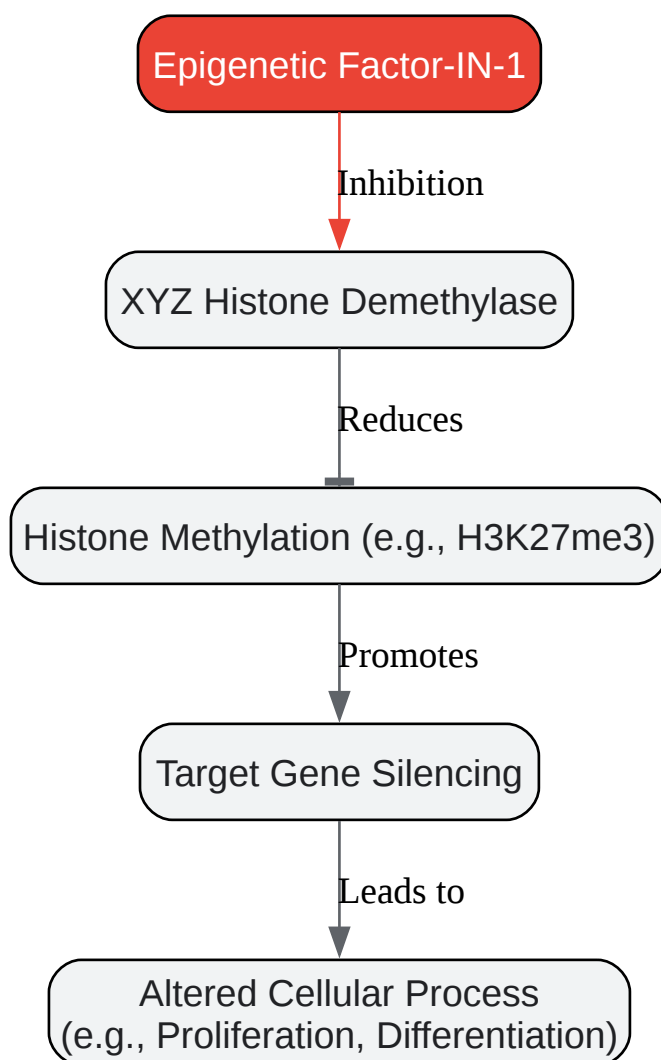 Epigenetic Factor-IN-1
Inhibition
XYZ Histone Demethylase
Reduces
Histone Methylation (e.g., H3K27me3)
Promotes
Target Gene Silencing
Leads to
Altered Cellular Process
(e.g., Proliferation, Differentiation)